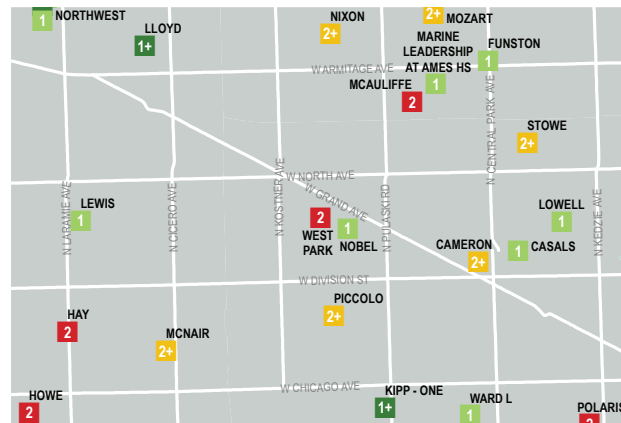 NORTHWEST
1
LLOYD
1+
NIXON
2+
2+
MOZART
MARINE
LEADERSHIP
AT AMES HS
1
FUNSTON
1
W ARMITAGE AVE
MCAULIFFE
2
N CENTRAL PARK AVE
STOWE
2+
W NORTH AVE
N LARAMIE AVE
LEWIS
1
N CICERO AVE
N KOSTNER AVE
W GRAND AVE
N PULASKI RD
2
WEST
PARK
1
NOBEL
LOWELL
1
N KEDZIE AVE
CAMERON
2+
1
CASALS
W DIVISION ST
PICCOLO
2+
HAY
2
MCNAIR
2+
W CHICAGO AVE
HOWE
2
KIPP - ONE
1+
WARD L
1
POLARIS
2